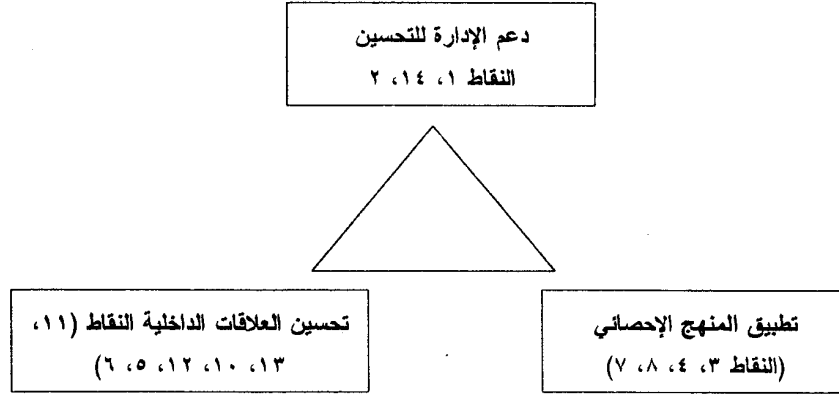 دعم الإدارة للتحسين
النقاط ١، ١٤، ٢
تطبيق المنهج الإحصائي
(النقاط ٣، ٤، ٨، ٧)
تحسين العلاقات الداخلية النقاط (١١،
١٣، ١٠، ١٢، ٥، ٦)